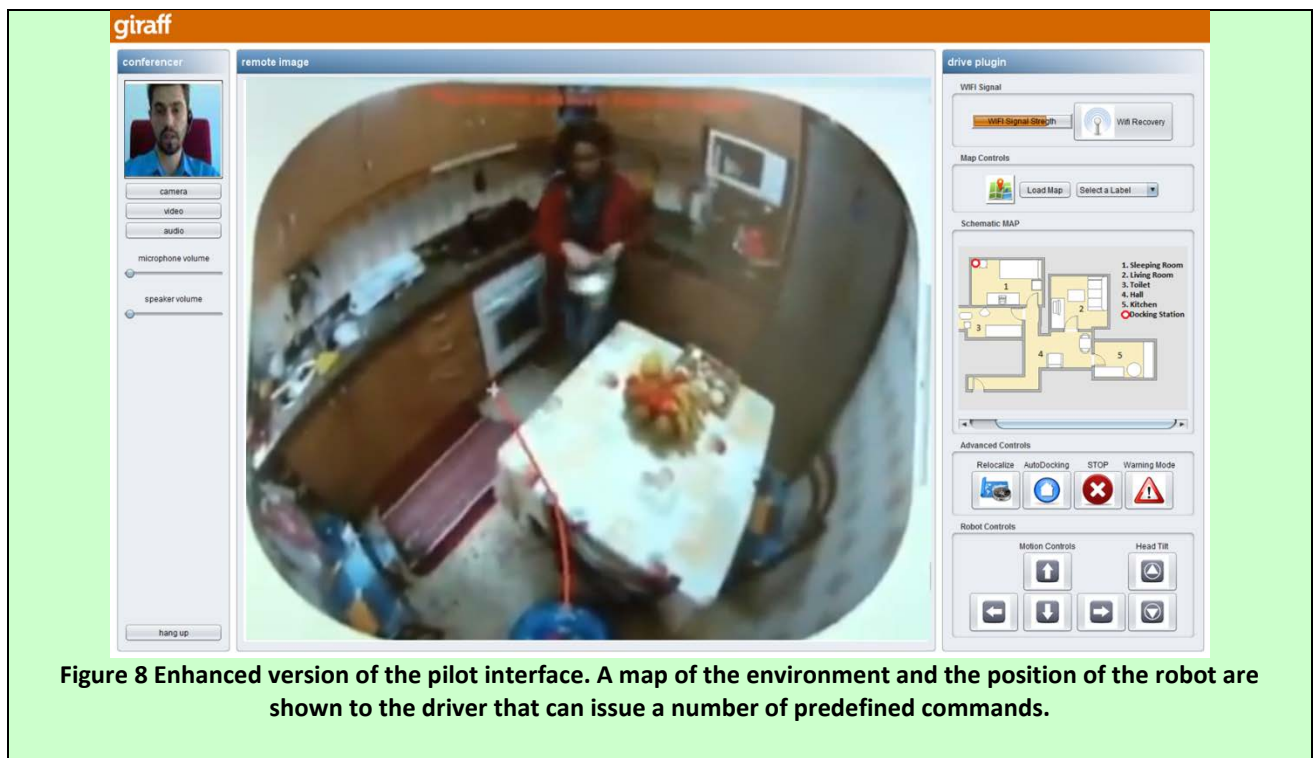 giraff
conferencer
camera
video
audio
microphone volume
speaker volume
hang up
remote image
drive plugin
WIFI Signal
WIFI Signal Stregth
Wifi Recovery
Map Controls
Load Map
Select a Label
Schematic MAP
1. Sleeping Room
2. Living Room
3. Toilet
4. Hall
5. Kitchen
Docking Station
1
2
3
4
5
Advanced Controls
Relocalize AutoDocking STOP Warning Mode
Robot Controls
Motion Controls Head Tilt
Figure 8 Enhanced version of the pilot interface. A map of the environment and the position of the robot are
shown to the driver that can issue a number of predefined commands.